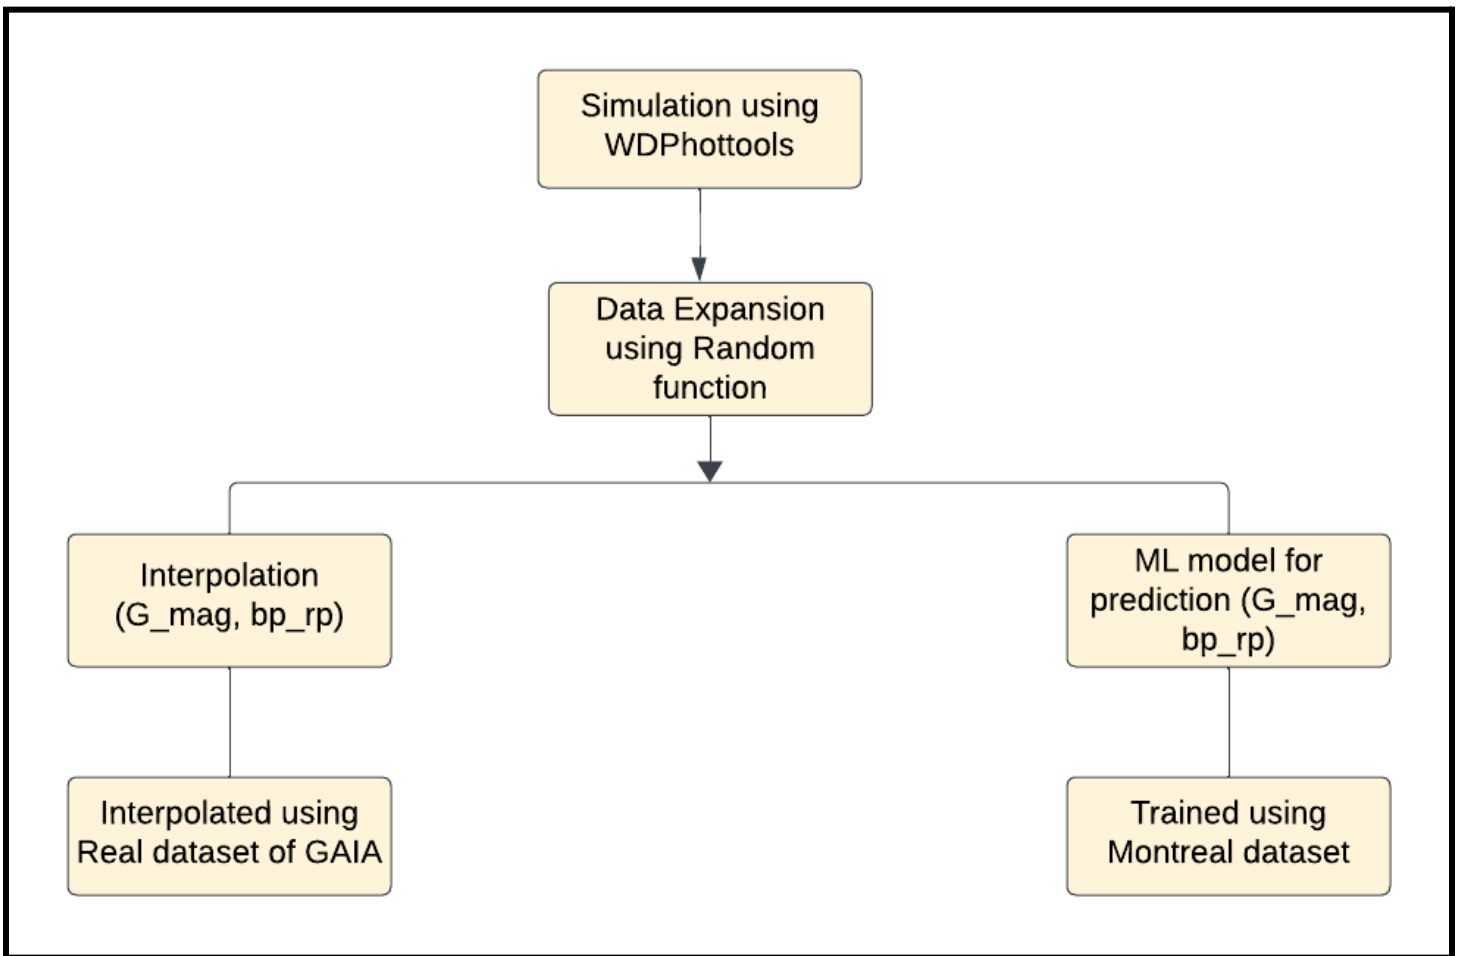 Simulation using
WDPhottools
Data Expansion
using Random
function
Interpolation
(G_mag, bp_rp)
ML model for
prediction (G_mag,
bp_rp)
Interpolated using
Real dataset of GAIA
Trained using
Montreal dataset